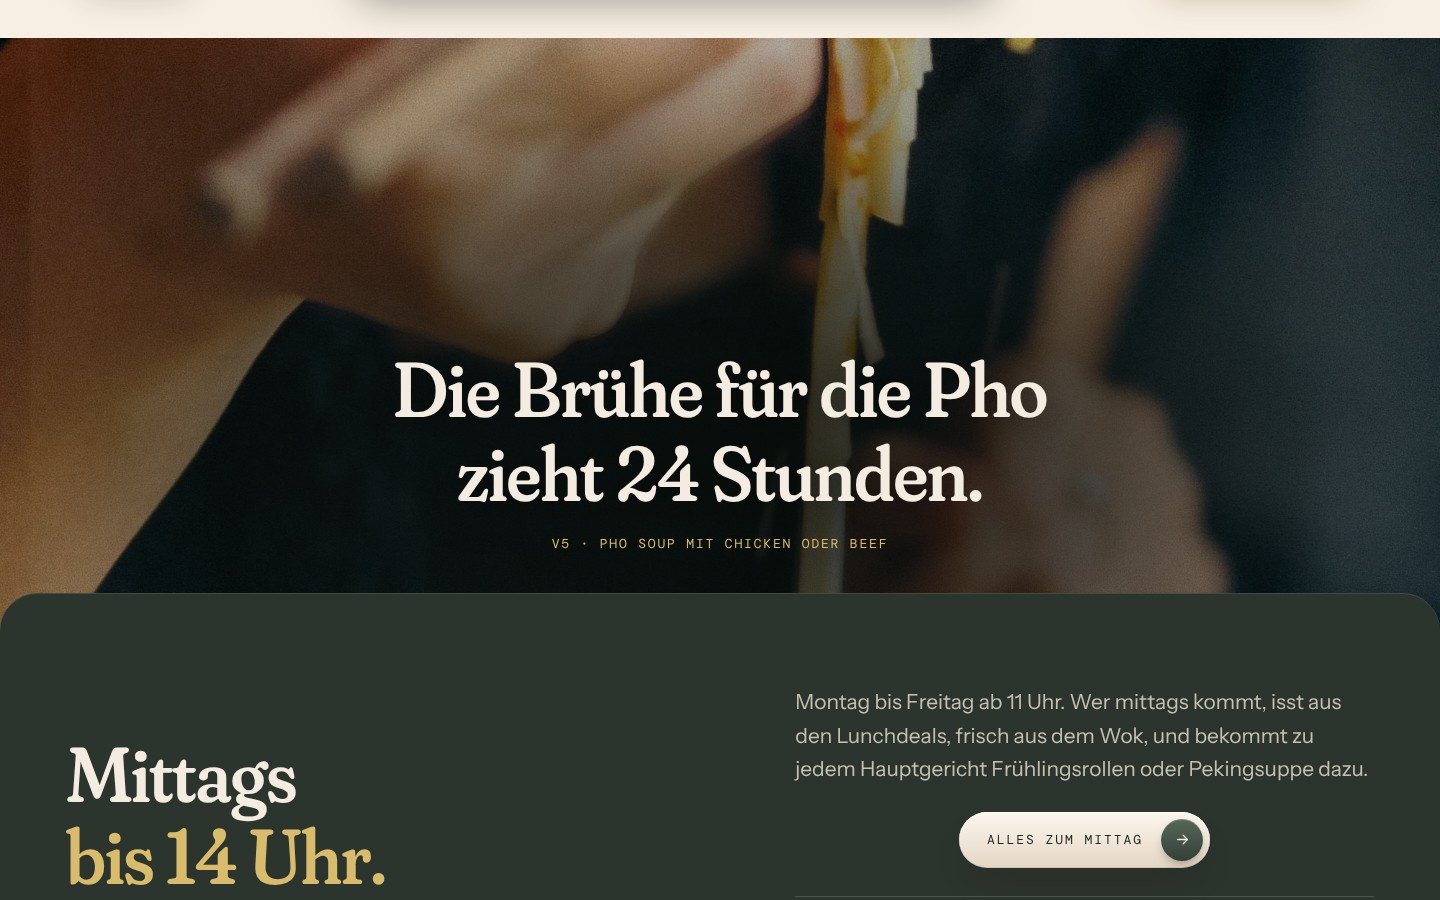 Die Brühe für die Pho
zieht 24 Stunden.
V5 · PHO SOUP MIT CHICKEN ODER BEEF
Mittags
bis 14 Uhr.
Montag bis Freitag ab 11 Uhr. Wer mittags kommt, isst aus
den Lunchdeals, frisch aus dem Wok, und bekommt zu
jedem Hauptgericht Frühlingsrollen oder Pekingsuppe dazu.
ALLES ZUM MITTAG →